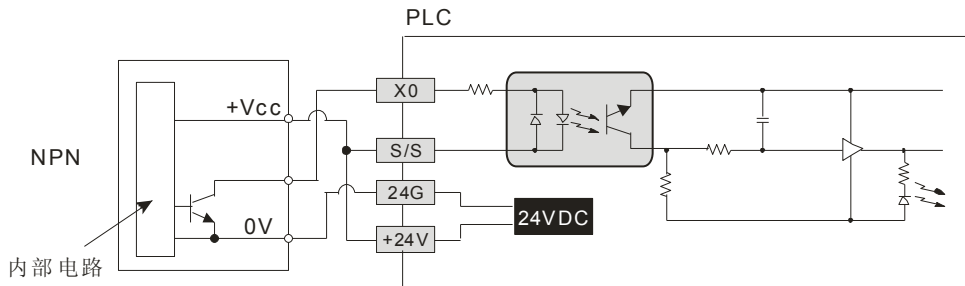 PLC
X0
+Vcc
NPN
S/S
24G
0V
24VDC
+24V
内部电路